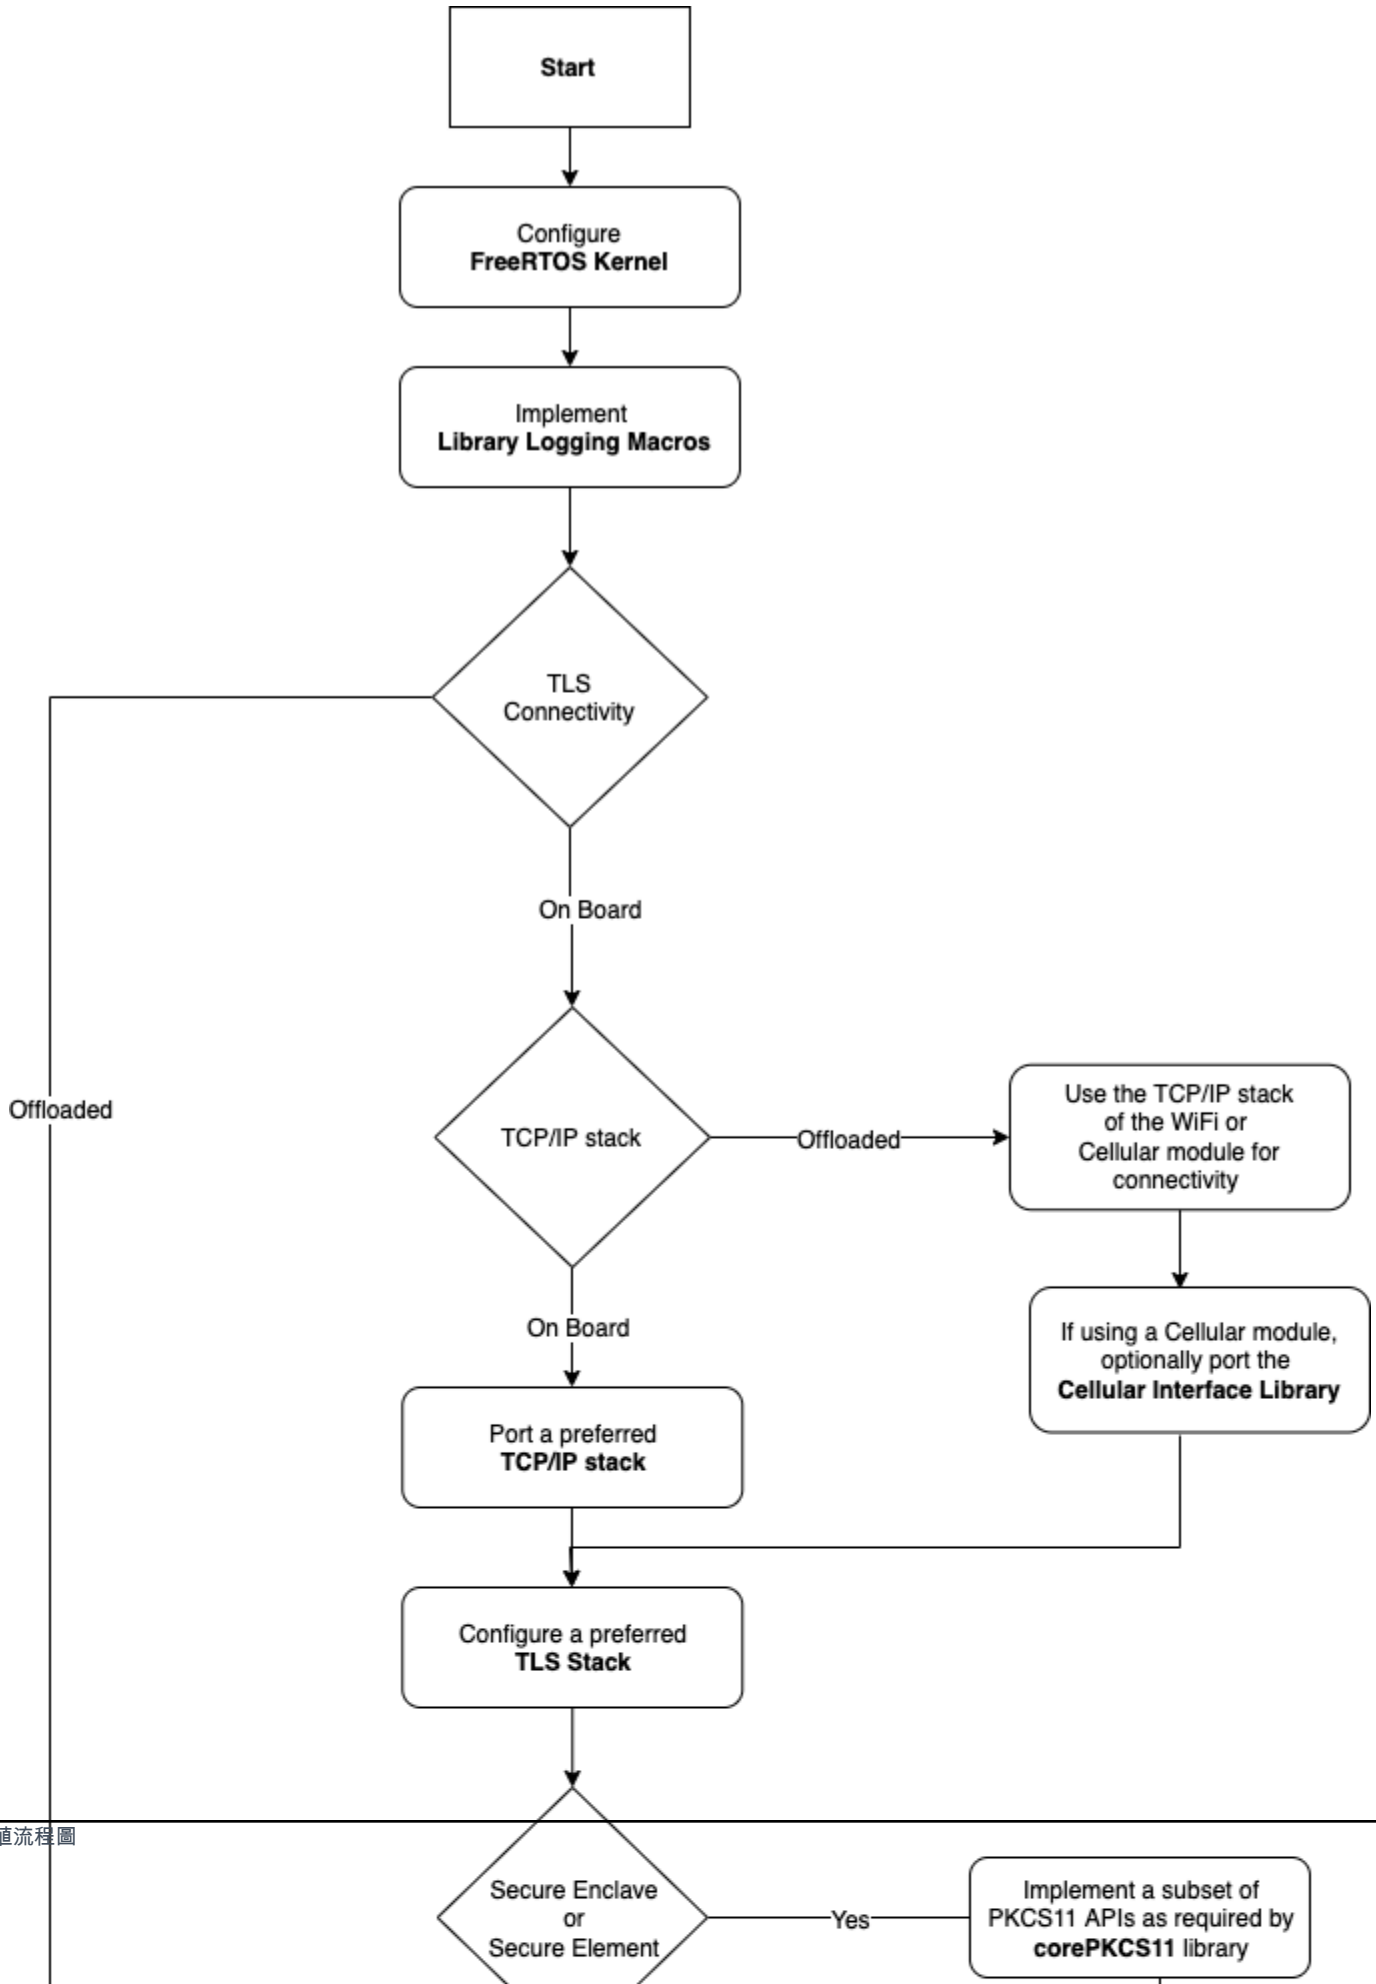 Start
Configure
FreeRTOS Kernel
Implement
Library Logging Macros
TLS
Connectivity
On Board
Offloaded
TCP/IP stack
Offloaded
Use the TCP/IP stack
of the WiFi or
Cellular module for
connectivity
If using a Cellular module,
optionally port the
Cellular Interface Library
On Board
Port a preferred
TCP/IP stack
Configure a preferred
TLS Stack
植流程圖
Secure Enclave
or
Secure Element
Yes
Implement a subset of
PKCS11 APIs as required by
corePKCS11 library